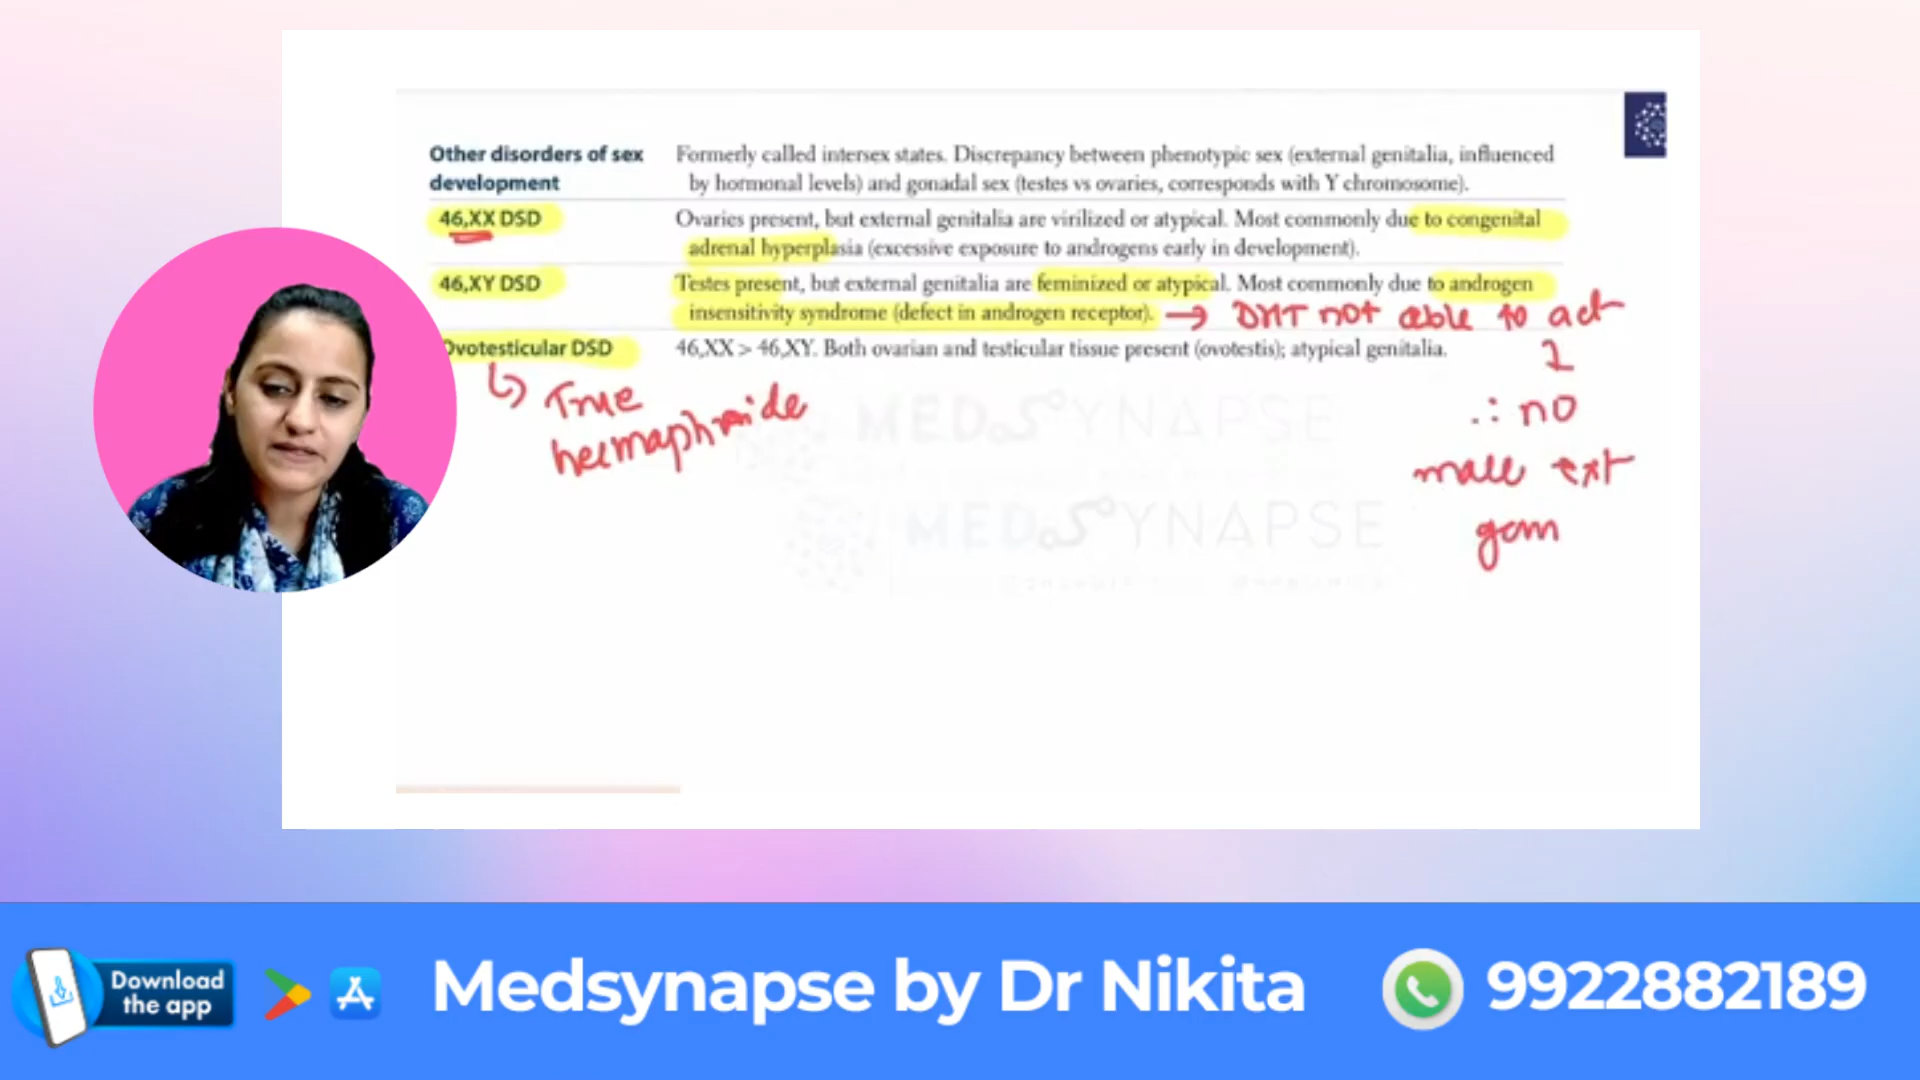 Other disorders of sex development
Formerly called intersex states. Discrepancy between phenotypic sex (external genitalia, influenced
by hormonal levels) and gonadal sex (testes vs ovaries, corresponds with Y chromosome).
46,XX DSD
Ovaries present, but external genitalia are virilized or atypical. Most commonly due to congenital
adrenal hyperplasia (excessive exposure to androgens early in development).
46,XY DSD
Testes present, but external genitalia are feminized or atypical. Most commonly due to androgen
insensitivity syndrome (defect in androgen receptor).
→ DHT not able to act
Ovotesticular DSD
46,XX > 46,XY. Both ovarian and testicular tissue present (ovotestis); atypical genitalia.
True
∴ no
male ext
MEDSYNAPSE
MEDSYNAPSE
Download
the app
Medsynapse by Dr Nikita
9922882189